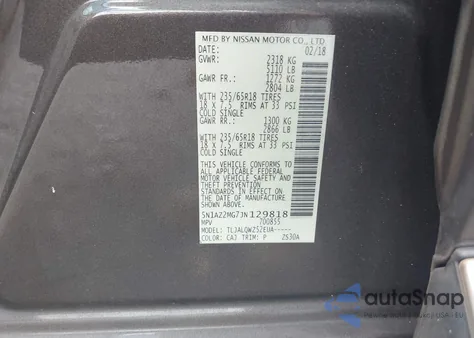 MFD BY NISSAN MOTOR CO., LTD
DATE: 02/18
GVWR: 2318 KG
5110 LB
GAWR FR.: 1272 KG
2804 LB
WITH 235/65R18 TIRES
18 X 7.5 RIMS AT 33 PSI
COLD SINGLE
GAWR RR.: 1300 KG
2866 LB
WITH 235/65R18 TIRES
18 X 7.5 RIMS AT 33 PSI
COLD SINGLE
THIS VEHICLE CONFORMS TO
ALL APPLICABLE FEDERAL
MOTOR VEHICLE SAFETY
STANDARDS IN EFFECT ON
THE DATE OF MANUFACTURE
SHOWN ABOVE.
5N1AZ2MG7JN129818
MPV 700855
MODEL: TLJALQWZ52EUA-----
COLOR: CAJ TRIM: P 2S30A
autaSnap